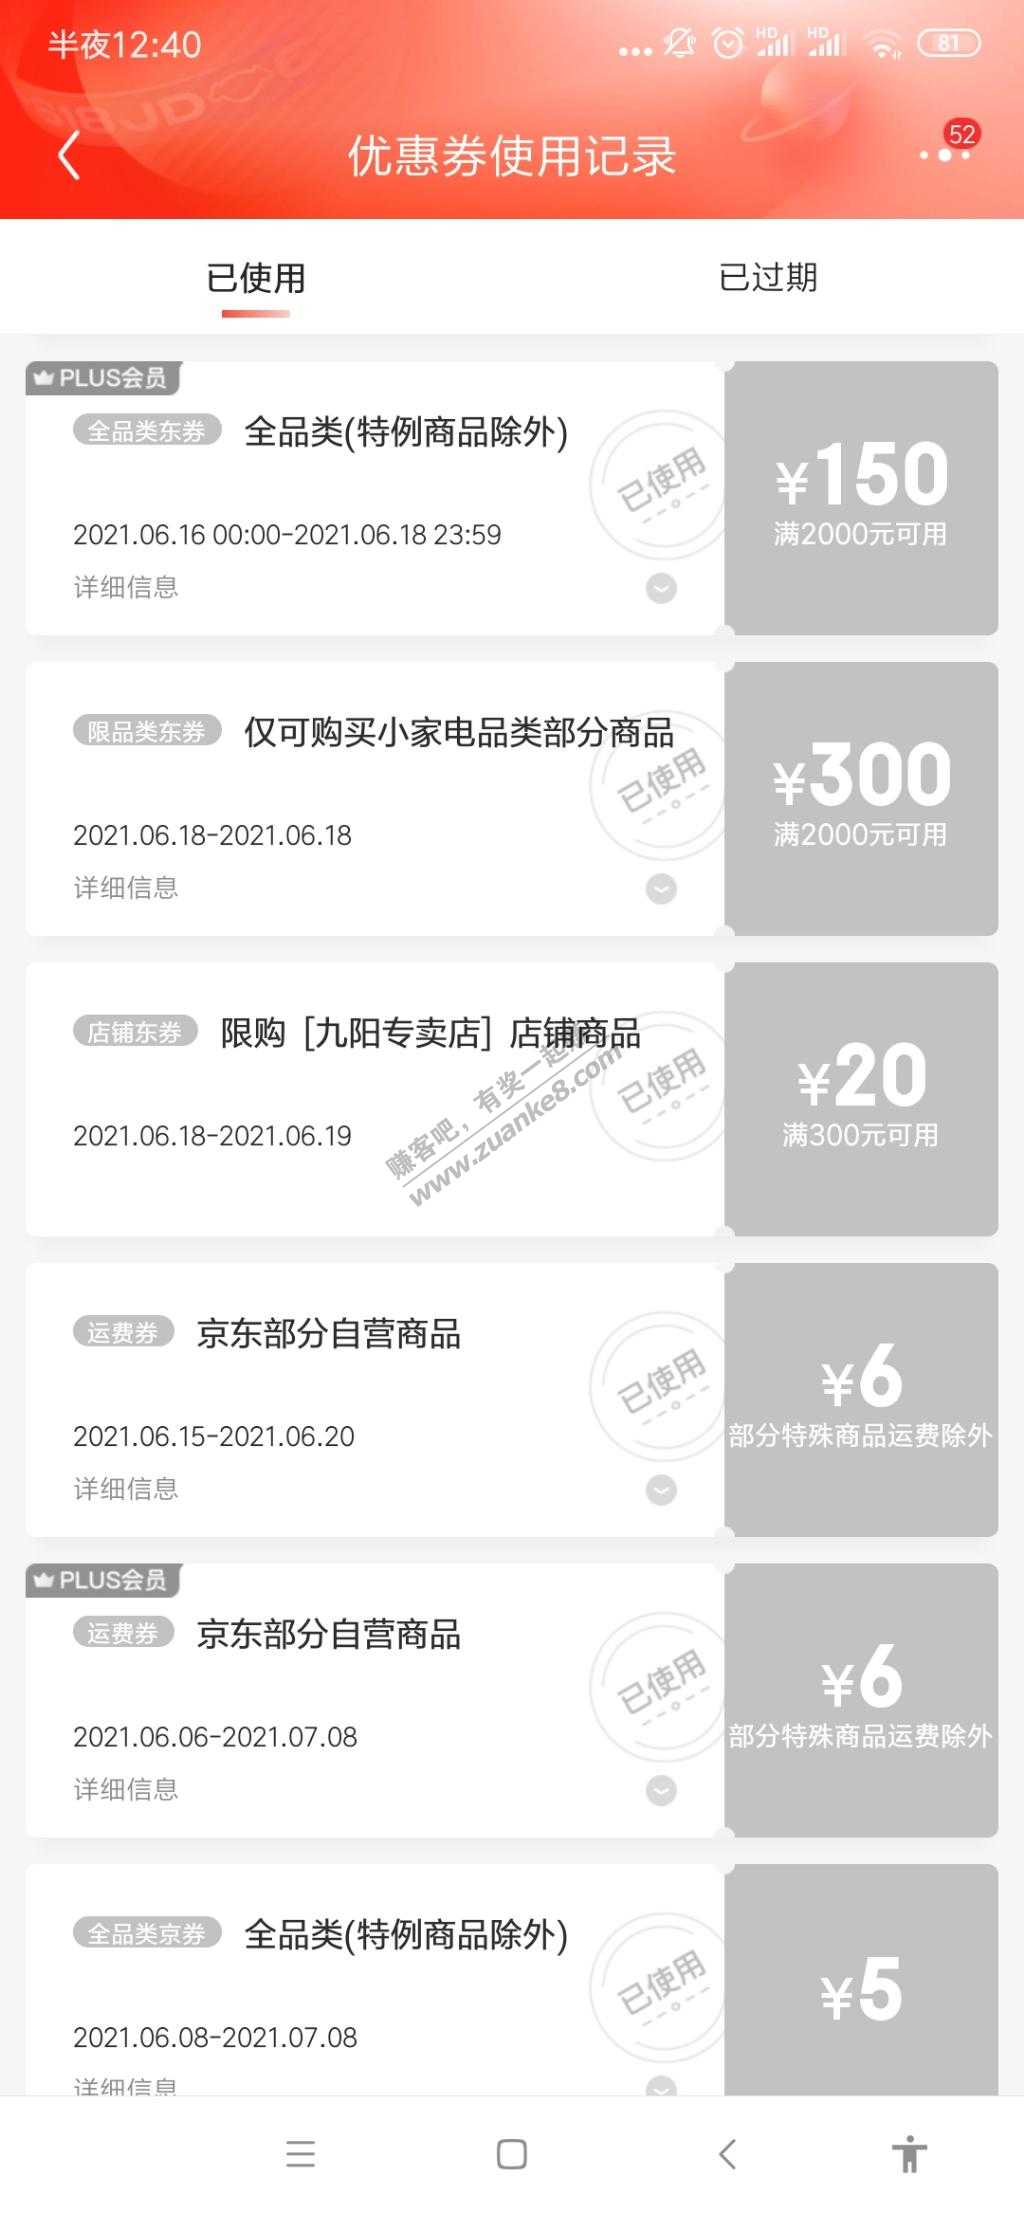 半夜12:40
HD
HD
81
优惠券使用记录
52
已使用
已过期
PLUS会员
全品类东券 全品类(特例商品除外)
2021.06.16 00:00-2021.06.18 23:59
详细信息
已使用
¥150
满2000元可用
限品类东券 仅可购买小家电品类部分商品
2021.06.18-2021.06.18
详细信息
已使用
¥300
满2000元可用
店铺东券 限购 [九阳专卖店] 店铺商品
2021.06.18-2021.06.19
已使用
¥20
满300元可用
赚客吧，有奖一起赚
www.zuanke8.com
运费券 京东部分自营商品
2021.06.15-2021.06.20
详细信息
已使用
¥6
部分特殊商品运费除外
PLUS会员
运费券 京东部分自营商品
2021.06.06-2021.07.08
详细信息
已使用
¥6
部分特殊商品运费除外
全品类京券 全品类(特例商品除外)
2021.06.08-2021.07.08
详细信息
已使用
¥5